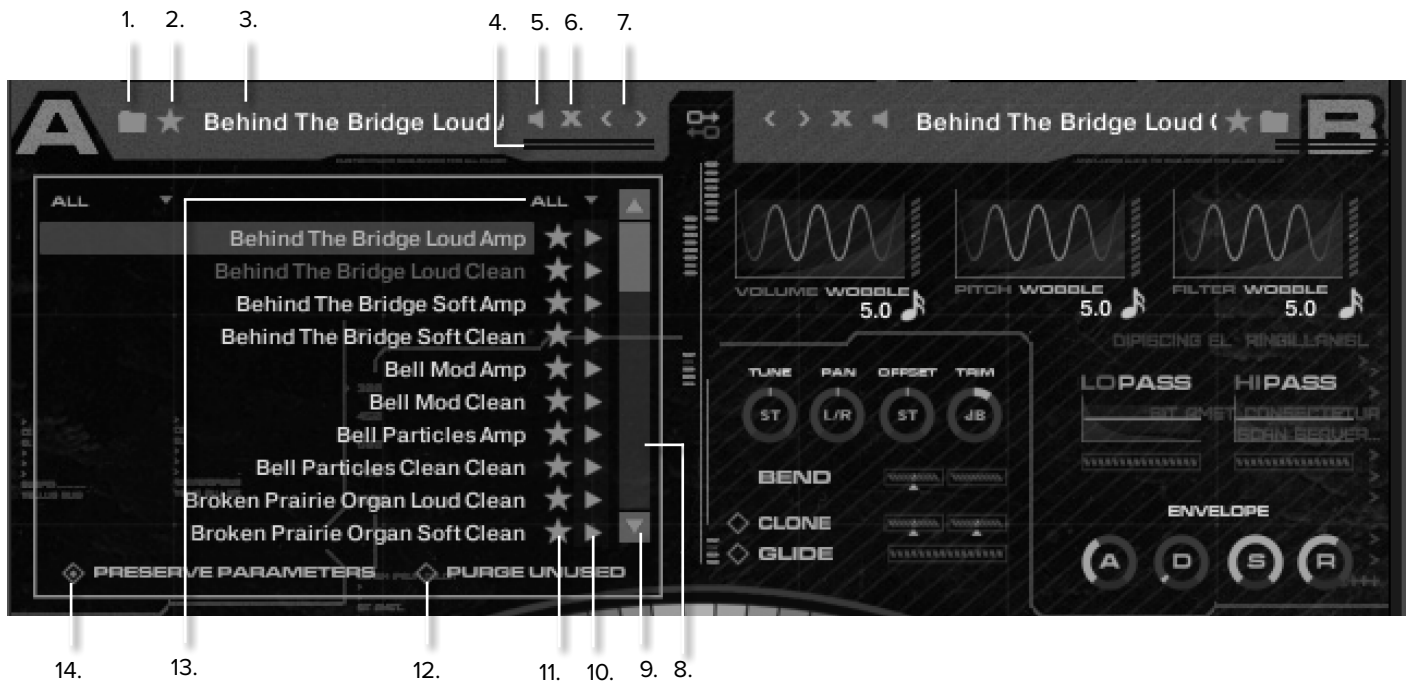 1. 2. 3. 4. 5. 6. 7.
A Behind The Bridge Loud Behind The Bridge Loud B
ALL ALL
Behind The Bridge Loud Amp
Behind The Bridge Loud Clean
Behind The Bridge Soft Amp
Behind The Bridge Soft Clean
Bell Mod Amp
Bell Mod Clean
Bell Particles Amp
Bell Particles Clean Clean
Broken Prairie Organ Loud Clean
Broken Prairie Organ Soft Clean
PRESERVE PARAMETERS PURGE UNUSED
VOLUME WOBBLE PITCH WOBBLE FILTER WOBBLE
5.0 5.0 5.0
TUNE PAN OFFSET TRIM
ST L/R ST dB
LOPASS HIPASS
BEND
CLONE
GLIDE
ENVELOPE
A D S R
14. 13. 12. 11. 10. 9. 8.